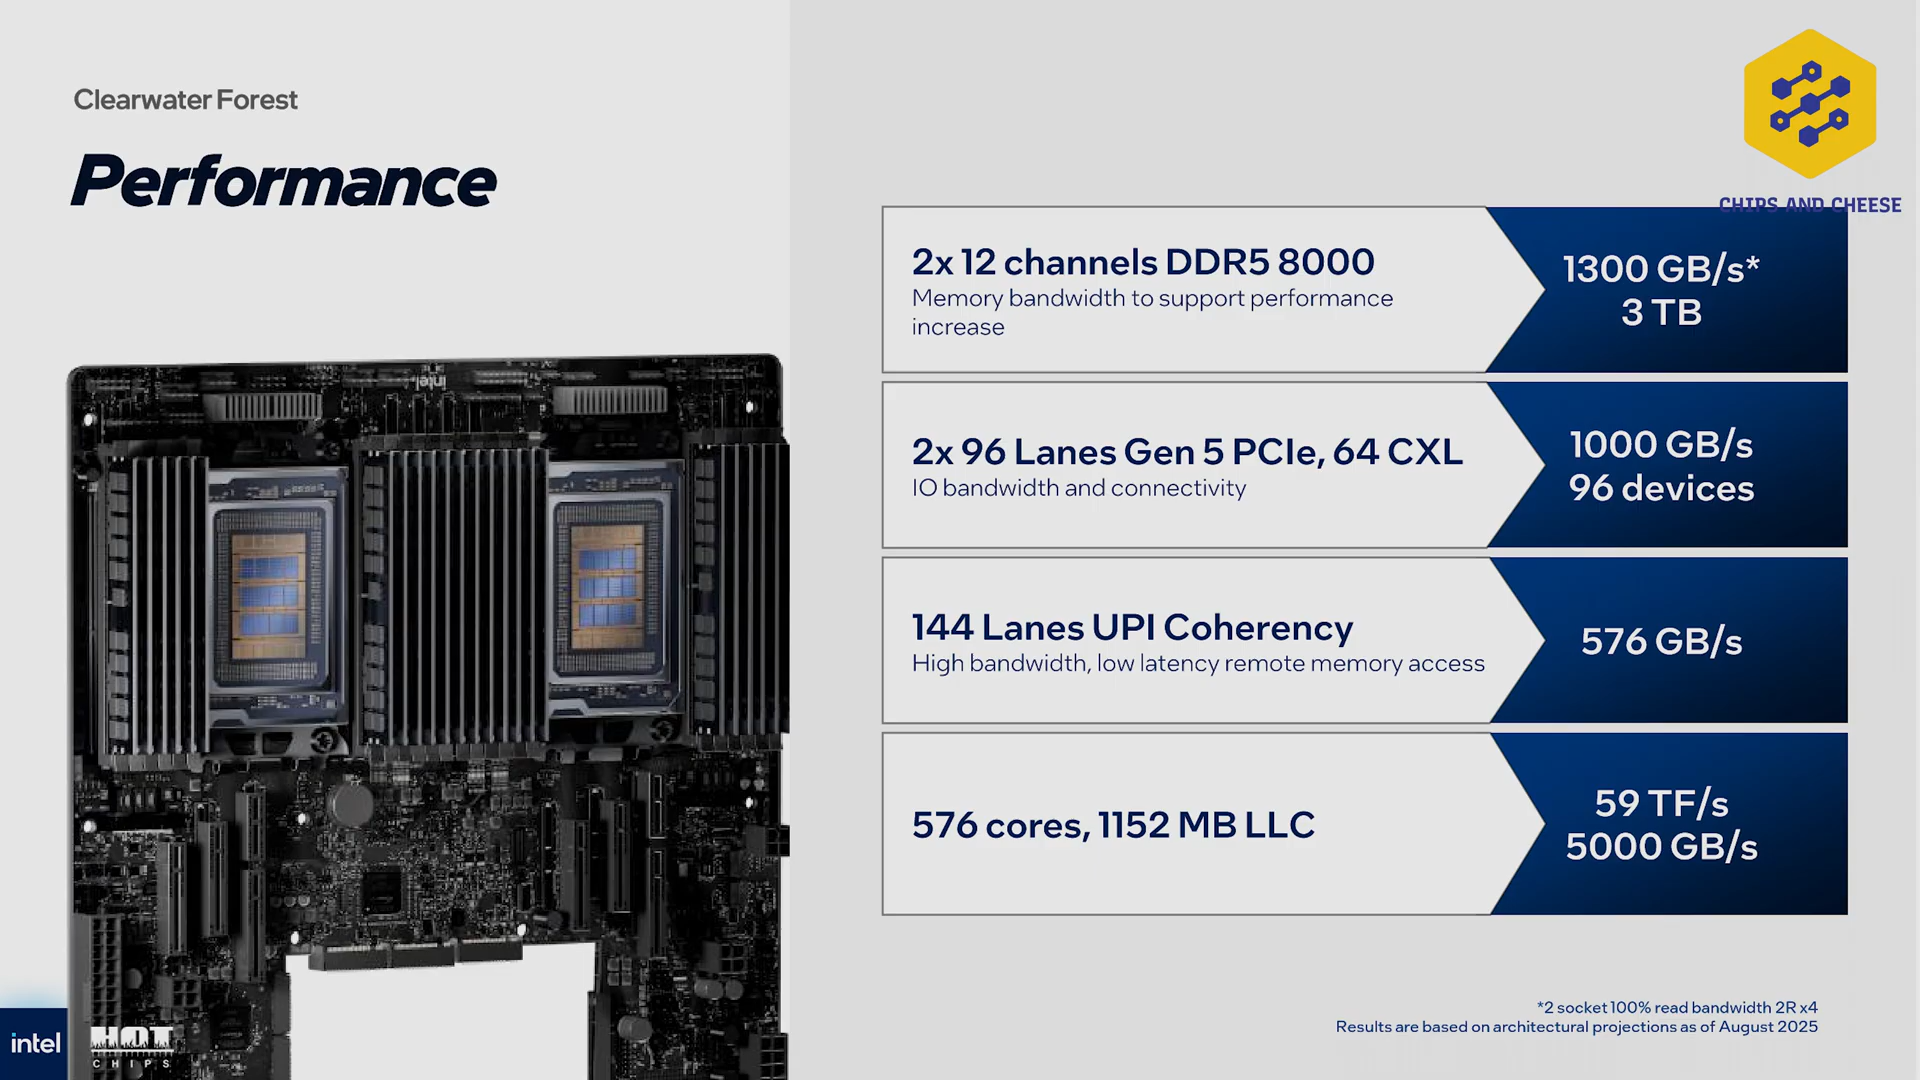 Clearwater Forest
Performance
CHIPS AND CHEESE
2x 12 channels DDR5 8000
Memory bandwidth to support performance
increase
1300 GB/s*
3 TB
2x 96 Lanes Gen 5 PCIe, 64 CXL
IO bandwidth and connectivity
1000 GB/s
96 devices
144 Lanes UPI Coherency
High bandwidth, low latency remote memory access
576 GB/s
576 cores, 1152 MB LLC
59 TF/s
5000 GB/s
intel
*2 socket 100% read bandwidth 2R x4
Results are based on architectural projections as of August 2025
intel
HOT
CHIPS